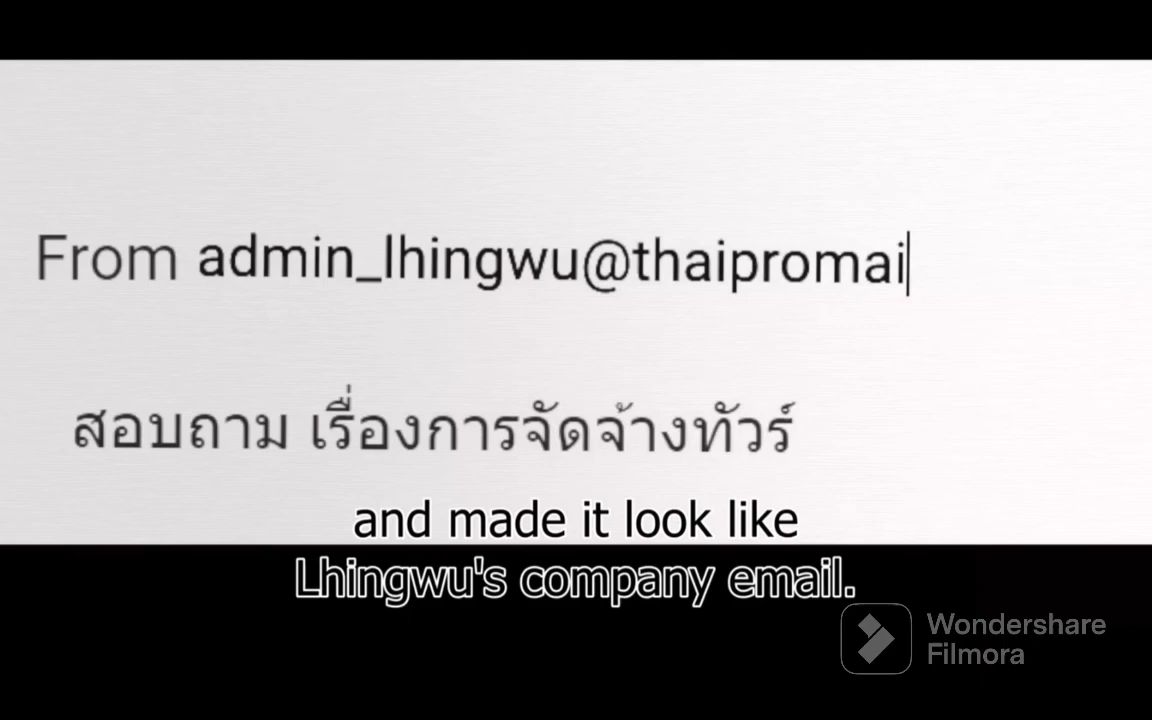 From admin_lhingwu@thaipromai
สอบถาม เรื่องการจัดจ้างทัวร์
and made it look like
Lhingwu's company email.
Wondershare
Filmora